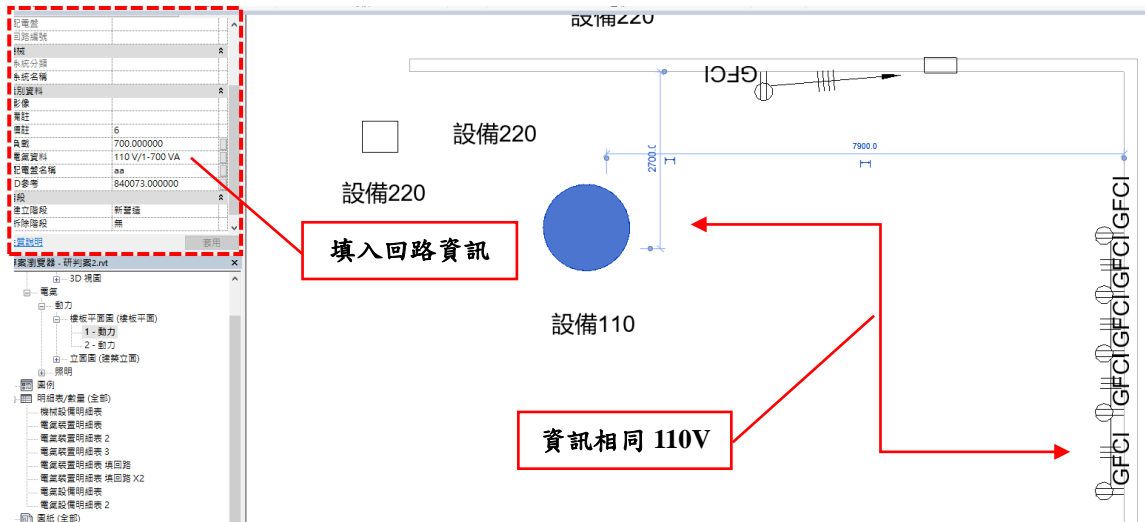 配電盤
回路編號
系統分類
系統名稱
影像
備註
標註 6
負載 700.000000
電氣資料 110 V/1-700 VA
配電盤名稱 aa
ID參考 840073.000000
建立階段 新營造
拆除階段 無
性質說明 套用
專案瀏覽器 - 研判案2.rvt ×
3D 視圖
電氣
動力
樓板平面圖 (樓板平面)
1 - 動力
2 - 動力
立面圖 (建築立面)
照明
圖例
明細表/數量 (全部)
機械設備明細表
電氣裝置明細表
電氣裝置明細表 2
電氣裝置明細表 3
電氣裝置明細表 填回路
電氣裝置明細表 填回路 X2
電氣設備明細表
電氣設備明細表 2
圖紙 (全部)
填入回路資訊
設備220
GFCI
設備220
設備220
2700.0
7900.0
設備110
資訊相同 110V
GFCI
GFCI
GFCI
GFCI